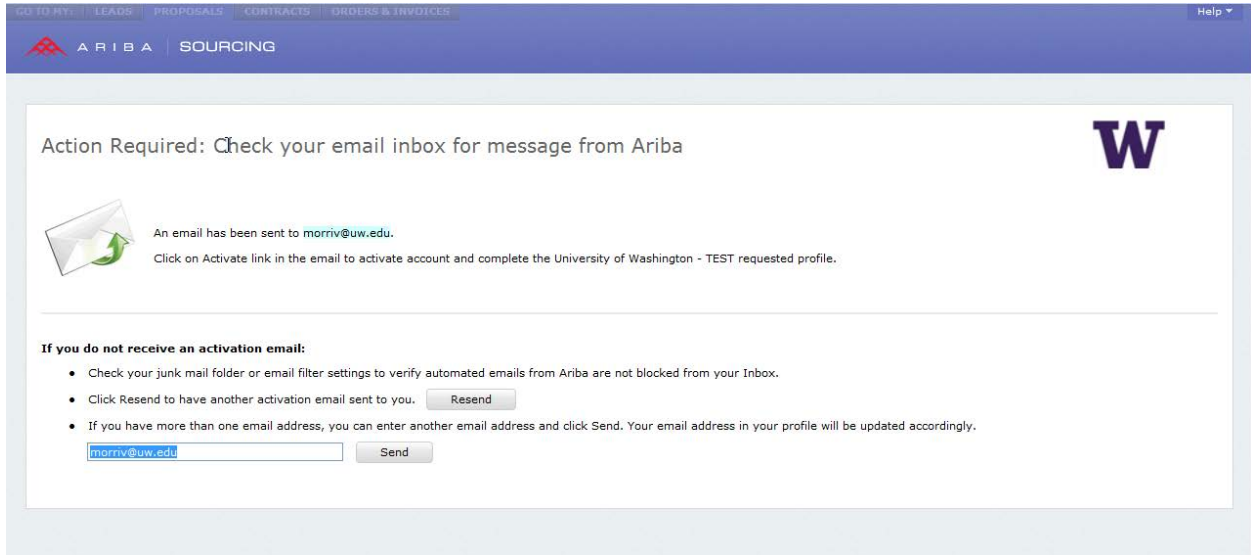 GO TO MY: LEADS PROPOSALS CONTRACTS ORDERS & INVOICES Help
ARIBA SOURCING
Action Required: Check your email inbox for message from Ariba
W
An email has been sent to morriv@uw.edu.
Click on Activate link in the email to activate account and complete the University of Washington - TEST requested profile.
If you do not receive an activation email:
• Check your junk mail folder or email filter settings to verify automated emails from Ariba are not blocked from your Inbox.
• Click Resend to have another activation email sent to you. Resend
• If you have more than one email address, you can enter another email address and click Send. Your email address in your profile will be updated accordingly.
morriv@uw.edu Send